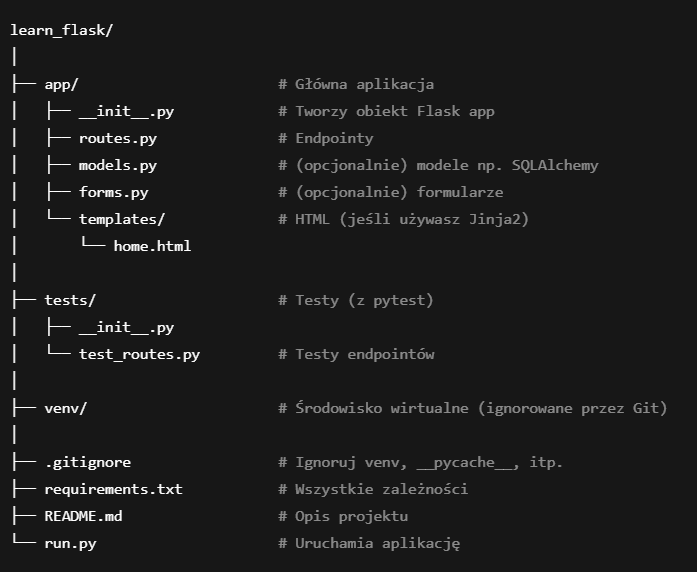 learn_flask/
│
├── app/                       # Główna aplikacja
│   ├── __init__.py            # Tworzy obiekt Flask app
│   ├── routes.py              # Endpointy
│   ├── models.py              # (opcjonalnie) modele np. SQLAlchemy
│   ├── forms.py               # (opcjonalnie) formularze
│   └── templates/             # HTML (jeśli używasz Jinja2)
│       └── home.html
│
├── tests/                     # Testy (z pytest)
│   ├── __init__.py
│   └── test_routes.py         # Testy endpointów
│
├── venv/                      # Środowisko wirtualne (ignorowane przez Git)
│
├── .gitignore                 # Ignoruj venv, __pycache__, itp.
├── requirements.txt           # Wszystkie zależności
├── README.md                  # Opis projektu
└── run.py                     # Uruchamia aplikację